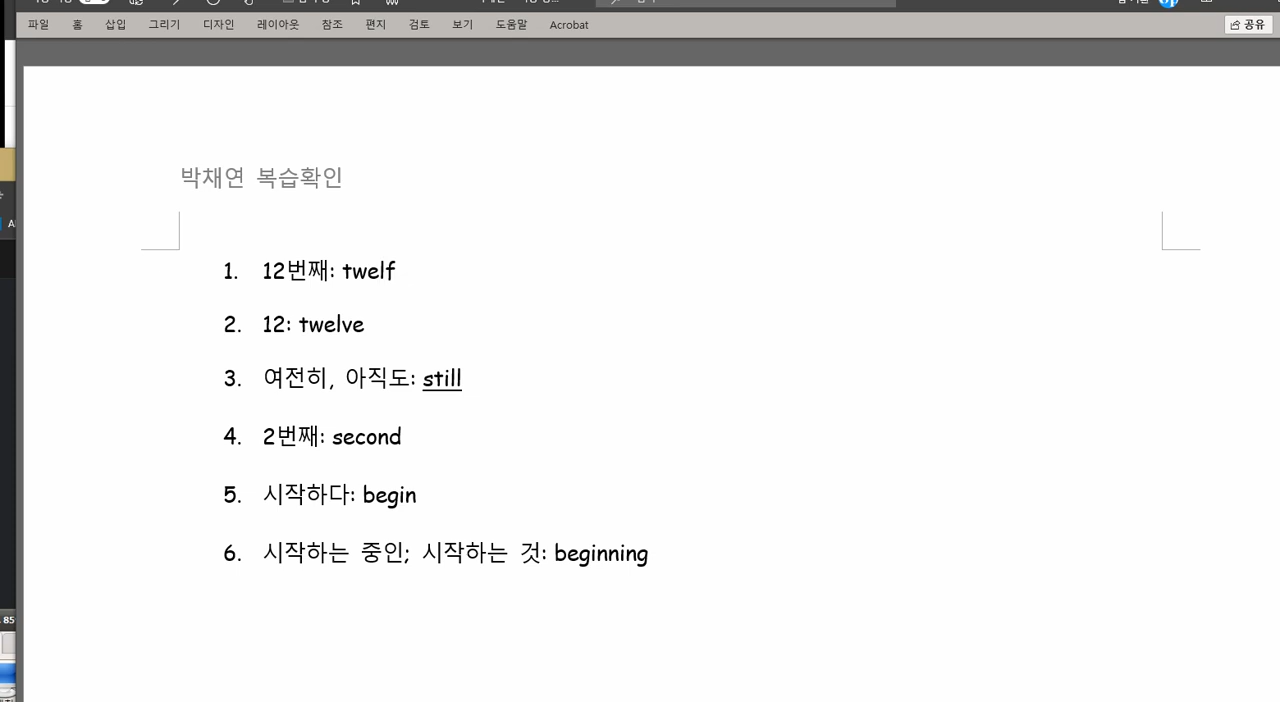 파일 홈 삽입 그리기 디자인 레이아웃 참조 편지 검토 보기 도움말 Acrobat 공유
박채연 복습확인
1. 12번째: twelf
2. 12: twelve
3. 여전히, 아직도: still
4. 2번째: second
5. 시작하다: begin
6. 시작하는 중인; 시작하는 것: beginning
85